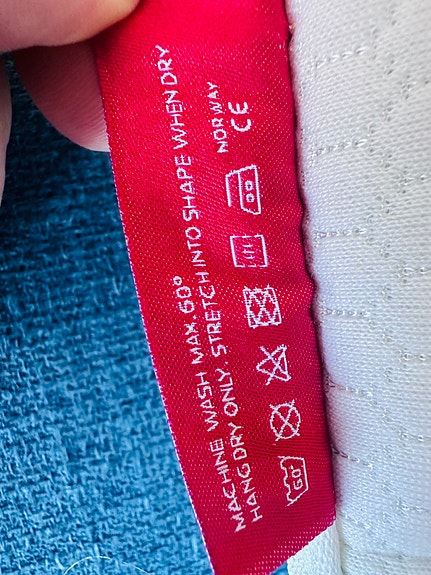 MACHINE WASH MAX. 60°
HANG DRY ONLY. STRETCH INTO SHAPE WHEN DRY
60°
NORWAY
CE